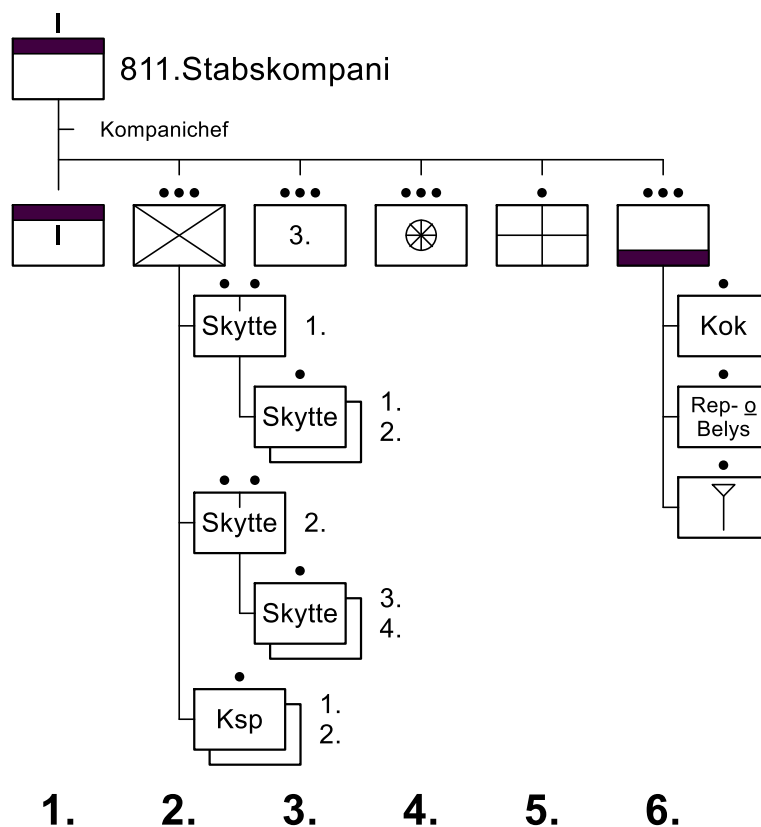 811.Stabskompani
Kompanichef
3.
Skytte 1.
Kok
Skytte 1.
2.
Rep- o
Belys
Skytte 2.
Skytte 3.
4.
Ksp 1.
2.
1. 2. 3. 4. 5. 6.